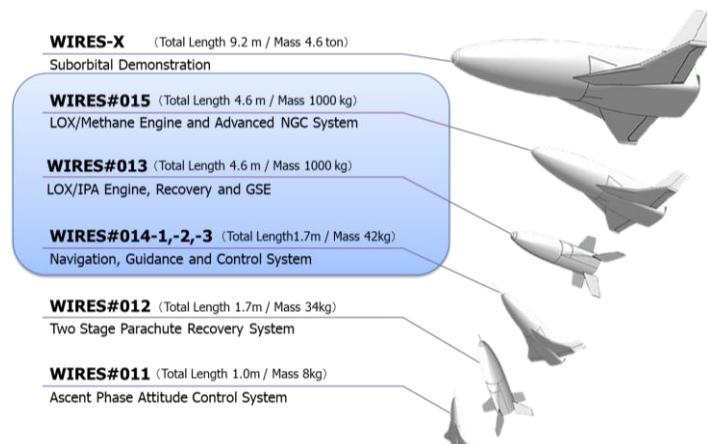 WIRES-X (Total Length 9.2 m / Mass 4.6 ton)
Suborbital Demonstration
WIRES#015 (Total Length 4.6 m / Mass 1000 kg)
LOX/Methane Engine and Advanced NGC System
WIRES#013 (Total Length 4.6 m / Mass 1000 kg)
LOX/IPA Engine, Recovery and GSE
WIRES#014-1,-2,-3 (Total Length1.7m / Mass 42kg)
Navigation, Guidance and Control System
WIRES#012 (Total Length 1.7m / Mass 34kg)
Two Stage Parachute Recovery System
WIRES#011 (Total Length 1.0m / Mass 8kg)
Ascent Phase Attitude Control System